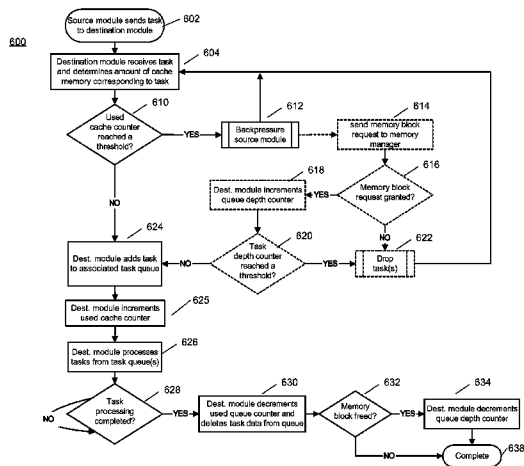 Source module sends task
to destination module
602
600
604
Destination module receives task
and determines amount of cache
memory corresponding to task
610
Used
cache counter
reached a
threshold?
YES
612
Backpressure
source module
614
send memory block
request to memory
manager
616
Memory block
request granted?
YES
618
Dest. module increments
queue depth counter
NO
NO
620
Task
depth counter
reached a
threshold?
YES
622
Drop
task(s)
NO
624
Dest. module adds task
to associated task queue
625
Dest. module increments
used cache counter
626
Dest. module processes
tasks from task queue(s)
628
Task
processing
completed?
NO
YES
630
Dest. module decrements
used queue counter and
deletes task data from queue
632
Memory
block freed?
YES
634
Dest. module decrements
queue depth counter
NO
Complete
638